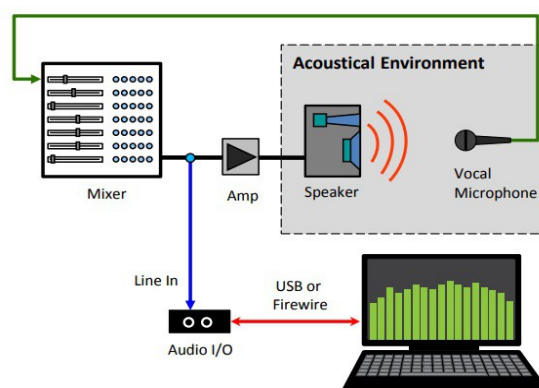 Acoustical Environment
Mixer
Amp
Speaker
Vocal
Microphone
Line In
USB or
Firewire
Audio I/O